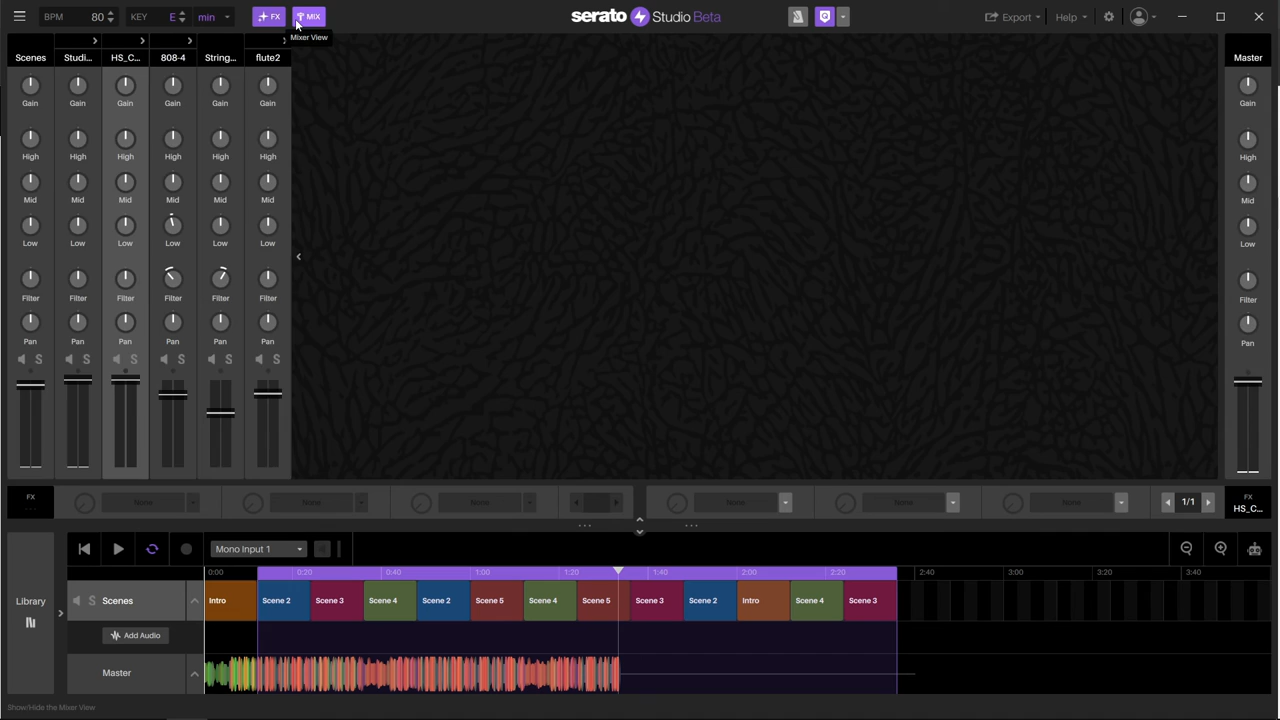 BPM 80 KEY E min FX MIX serato Studio Beta Export Help
Mixer View
Scenes Studi... HS_C... 808-4 String... flute2 Master
Gain Gain Gain Gain Gain Gain Gain
High High High High High High High
Mid Mid Mid Mid Mid Mid Mid
Low Low Low Low Low Low Low
Filter Filter Filter Filter Filter Filter Filter
Pan Pan Pan Pan Pan Pan Pan
S S S S S S
FX None None None None None None 1/1 FX
HS_C...
Mono Input 1
0:00 0:20 0:40 1:00 1:20 1:40 2:00 2:20 2:40 3:00 3:20 3:40
Library
S Scenes Intro Scene 2 Scene 3 Scene 4 Scene 2 Scene 5 Scene 4 Scene 5 Scene 3 Scene 2 Intro Scene 4 Scene 3
Add Audio
Master
Show/Hide the Mixer View